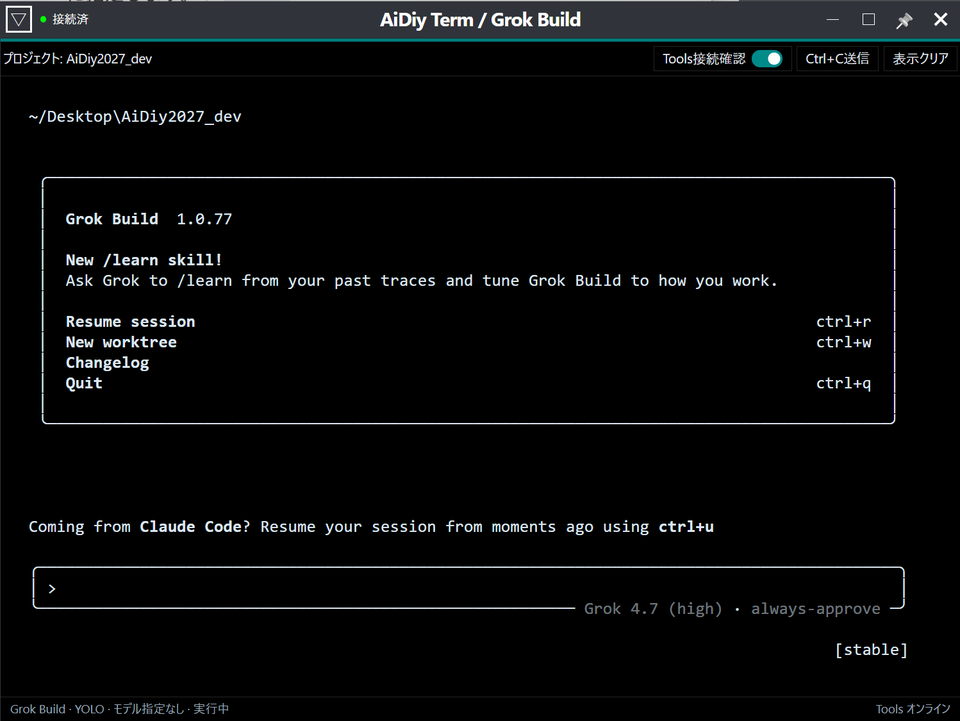 接続済
AiDiy Term / Grok Build
プロジェクト: AiDiy2027_dev
Tools接続確認
Ctrl+C送信
表示クリア
~/Desktop\AiDiy2027_dev
Grok Build 1.0.77
New /learn skill!
Ask Grok to /learn from your past traces and tune Grok Build to how you work.
Resume session ctrl+r
New worktree ctrl+w
Changelog
Quit ctrl+q
Coming from Claude Code? Resume your session from moments ago using ctrl+u
>
Grok 4.7 (high) · always-approve
[stable]
Grok Build · YOLO · モデル指定なし · 実行中
Tools オンライン